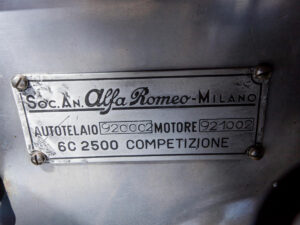 Soc. An. Alfa Romeo - Milano
AUTOTELAIO 920002 MOTORE 921002
6C 2500 COMPETIZIONE